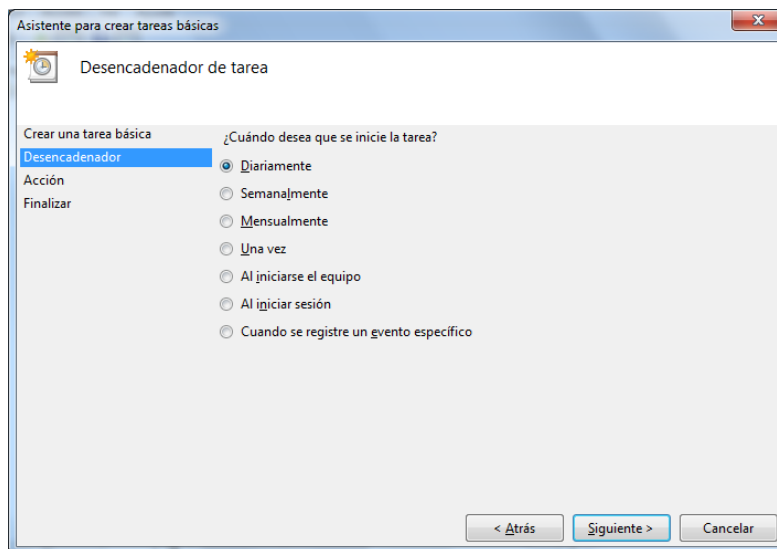 Asistente para crear tareas básicas
Desencadenador de tarea
Crear una tarea básica
Desencadenador
Acción
Finalizar
¿Cuándo desea que se inicie la tarea?
Diariamente
Semanalmente
Mensualmente
Una vez
Al iniciarse el equipo
Al iniciar sesión
Cuando se registre un evento específico
< Atrás
Siguiente >
Cancelar